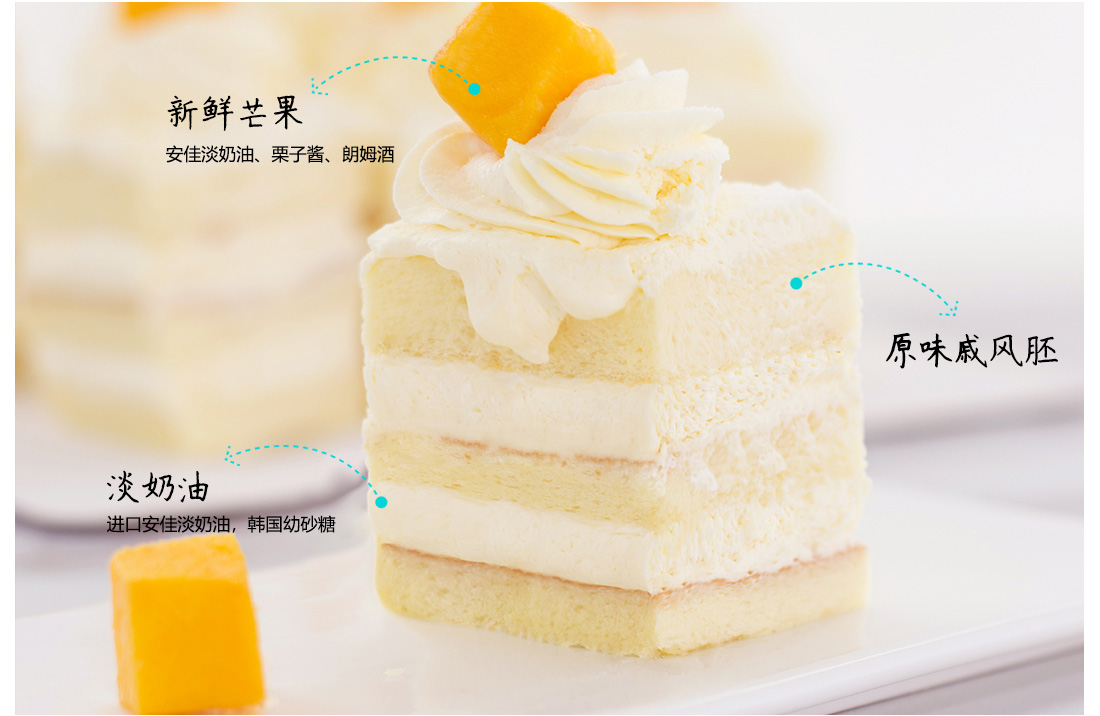 新鲜芒果
安佳淡奶油、栗子酱、朗姆酒
原味戚风胚
淡奶油
进口安佳淡奶油，韩国幼砂糖